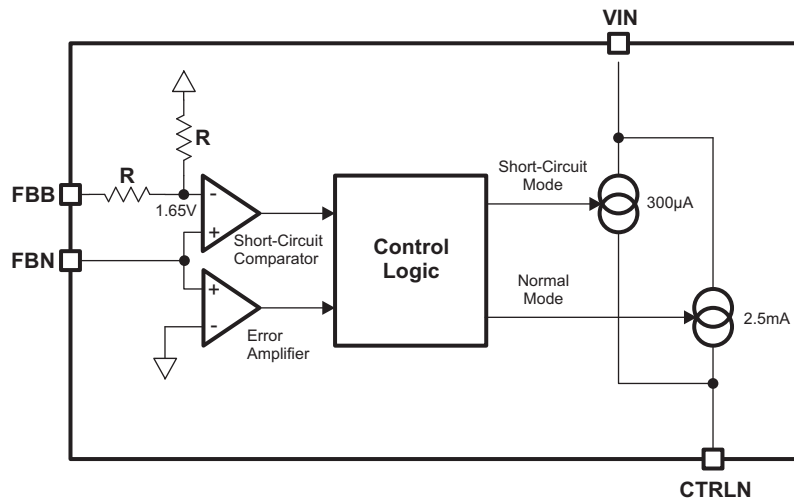 VIN
R
R
FBB
1.65V
-
+
Short-Circuit
Comparator
FBN
+
-
Error
Amplifier
Control
Logic
Short-Circuit
Mode
300µA
Normal
Mode
2.5mA
CTRLN